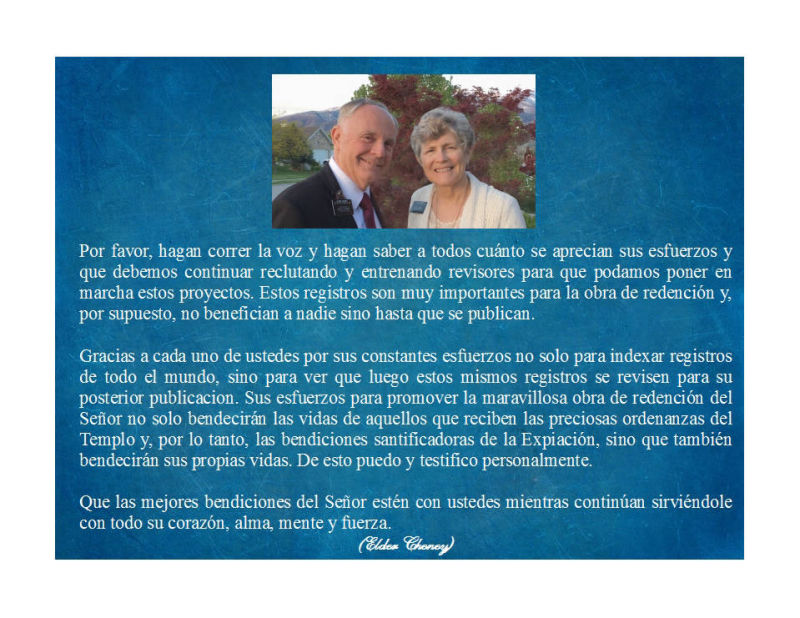 Por favor, hagan correr la voz y hagan saber a todos cuánto se aprecian sus esfuerzos y
que debemos continuar reclutando y entrenando revisores para que podamos poner en
marcha estos proyectos. Estos registros son muy importantes para la obra de redención y,
por supuesto, no benefician a nadie sino hasta que se publican.
Gracias a cada uno de ustedes por sus constantes esfuerzos no solo para indexar registros
de todo el mundo, sino para ver que luego estos mismos registros se revisen para su
posterior publicacion. Sus esfuerzos para promover la maravillosa obra de redención del
Señor no solo bendecirán las vidas de aquellos que reciben las preciosas ordenanzas del
Templo y, por lo tanto, las bendiciones santificadoras de la Expiación, sino que también
bendecirán sus propias vidas. De esto puedo y testifico personalmente.
Que las mejores bendiciones del Señor estén con ustedes mientras continúan sirviéndole
con todo su corazón, alma, mente y fuerza.
(Elder Cheney)